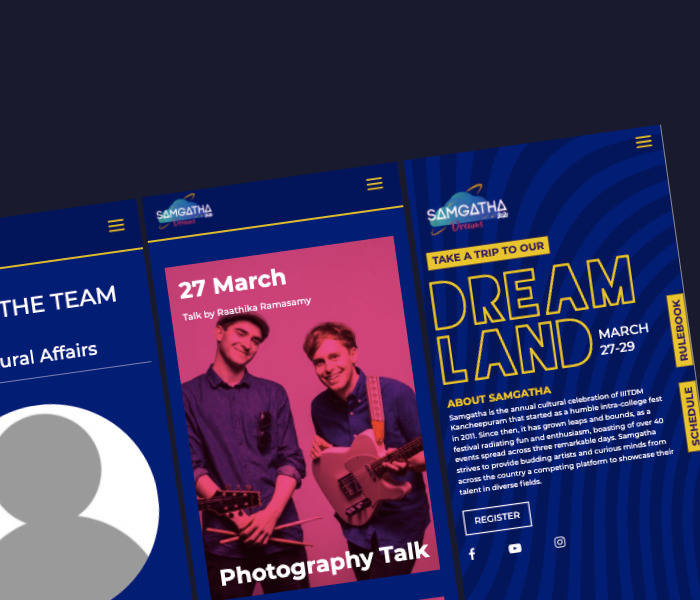 THE TEAM
ural Affairs
SAMGATHA
27 March
Talk by Raathika Ramasamy
Photography Talk
SAMGATHA
Dreams
TAKE A TRIP TO OUR
DREAM
LAND
MARCH
27-29
ABOUT SAMGATHA
Samgatha is the annual cultural celebration of IIITDM
Kancheepuram that started as a humble intra-college fest
in 2011. Since then, it has grown leaps and bounds, as a
festival radiating fun and enthusiasm, boasting of over 40
events spread across three remarkable days. Samgatha
strives to provide budding artists and curious minds from
across the country a competing platform to showcase their
talent in diverse fields.
REGISTER
RULEBOOK
SCHEDULE